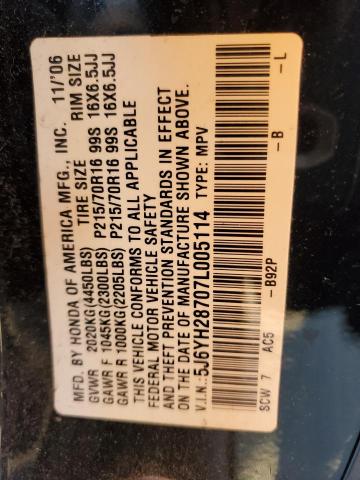 MFD. BY HONDA OF AMERICA MFG., INC. 11/'06
GVWR 2020KG(4450LBS) TIRE SIZE RIM SIZE
GAWR F 1045KG(2300LBS) P215/70R16 99S 16X6.5JJ
GAWR R 1000KG(2205LBS) P215/70R16 99S 16X6.5JJ
THIS VEHICLE CONFORMS TO ALL APPLICABLE
FEDERAL MOTOR VEHICLE SAFETY
AND THEFT PREVENTION STANDARDS IN EFFECT
ON THE DATE OF MANUFACTURE SHOWN ABOVE.
V.I.N.: 5J6YH28707L005114 TYPE: MPV
-B92P -B -L
SCW 7 AC5